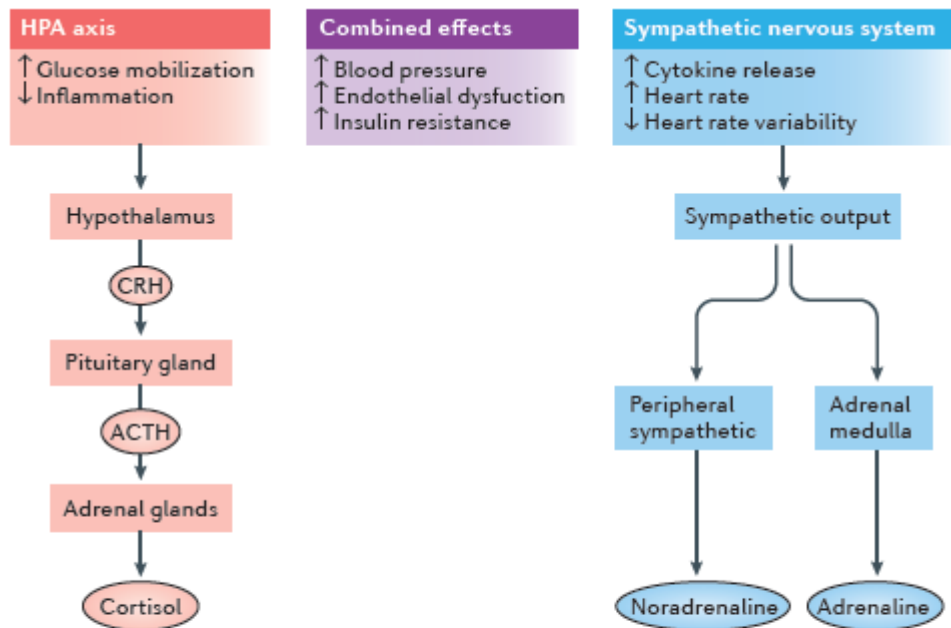 HPA axis
↑ Glucose mobilization
↓ Inflammation
Combined effects
↑ Blood pressure
↑ Endothelial dysfuction
↑ Insulin resistance
Sympathetic nervous system
↑ Cytokine release
↑ Heart rate
↓ Heart rate variability
Hypothalamus
CRH
Pituitary gland
ACTH
Adrenal glands
Cortisol
Sympathetic output
Peripheral
sympathetic
Adrenal
medulla
Noradrenaline
Adrenaline